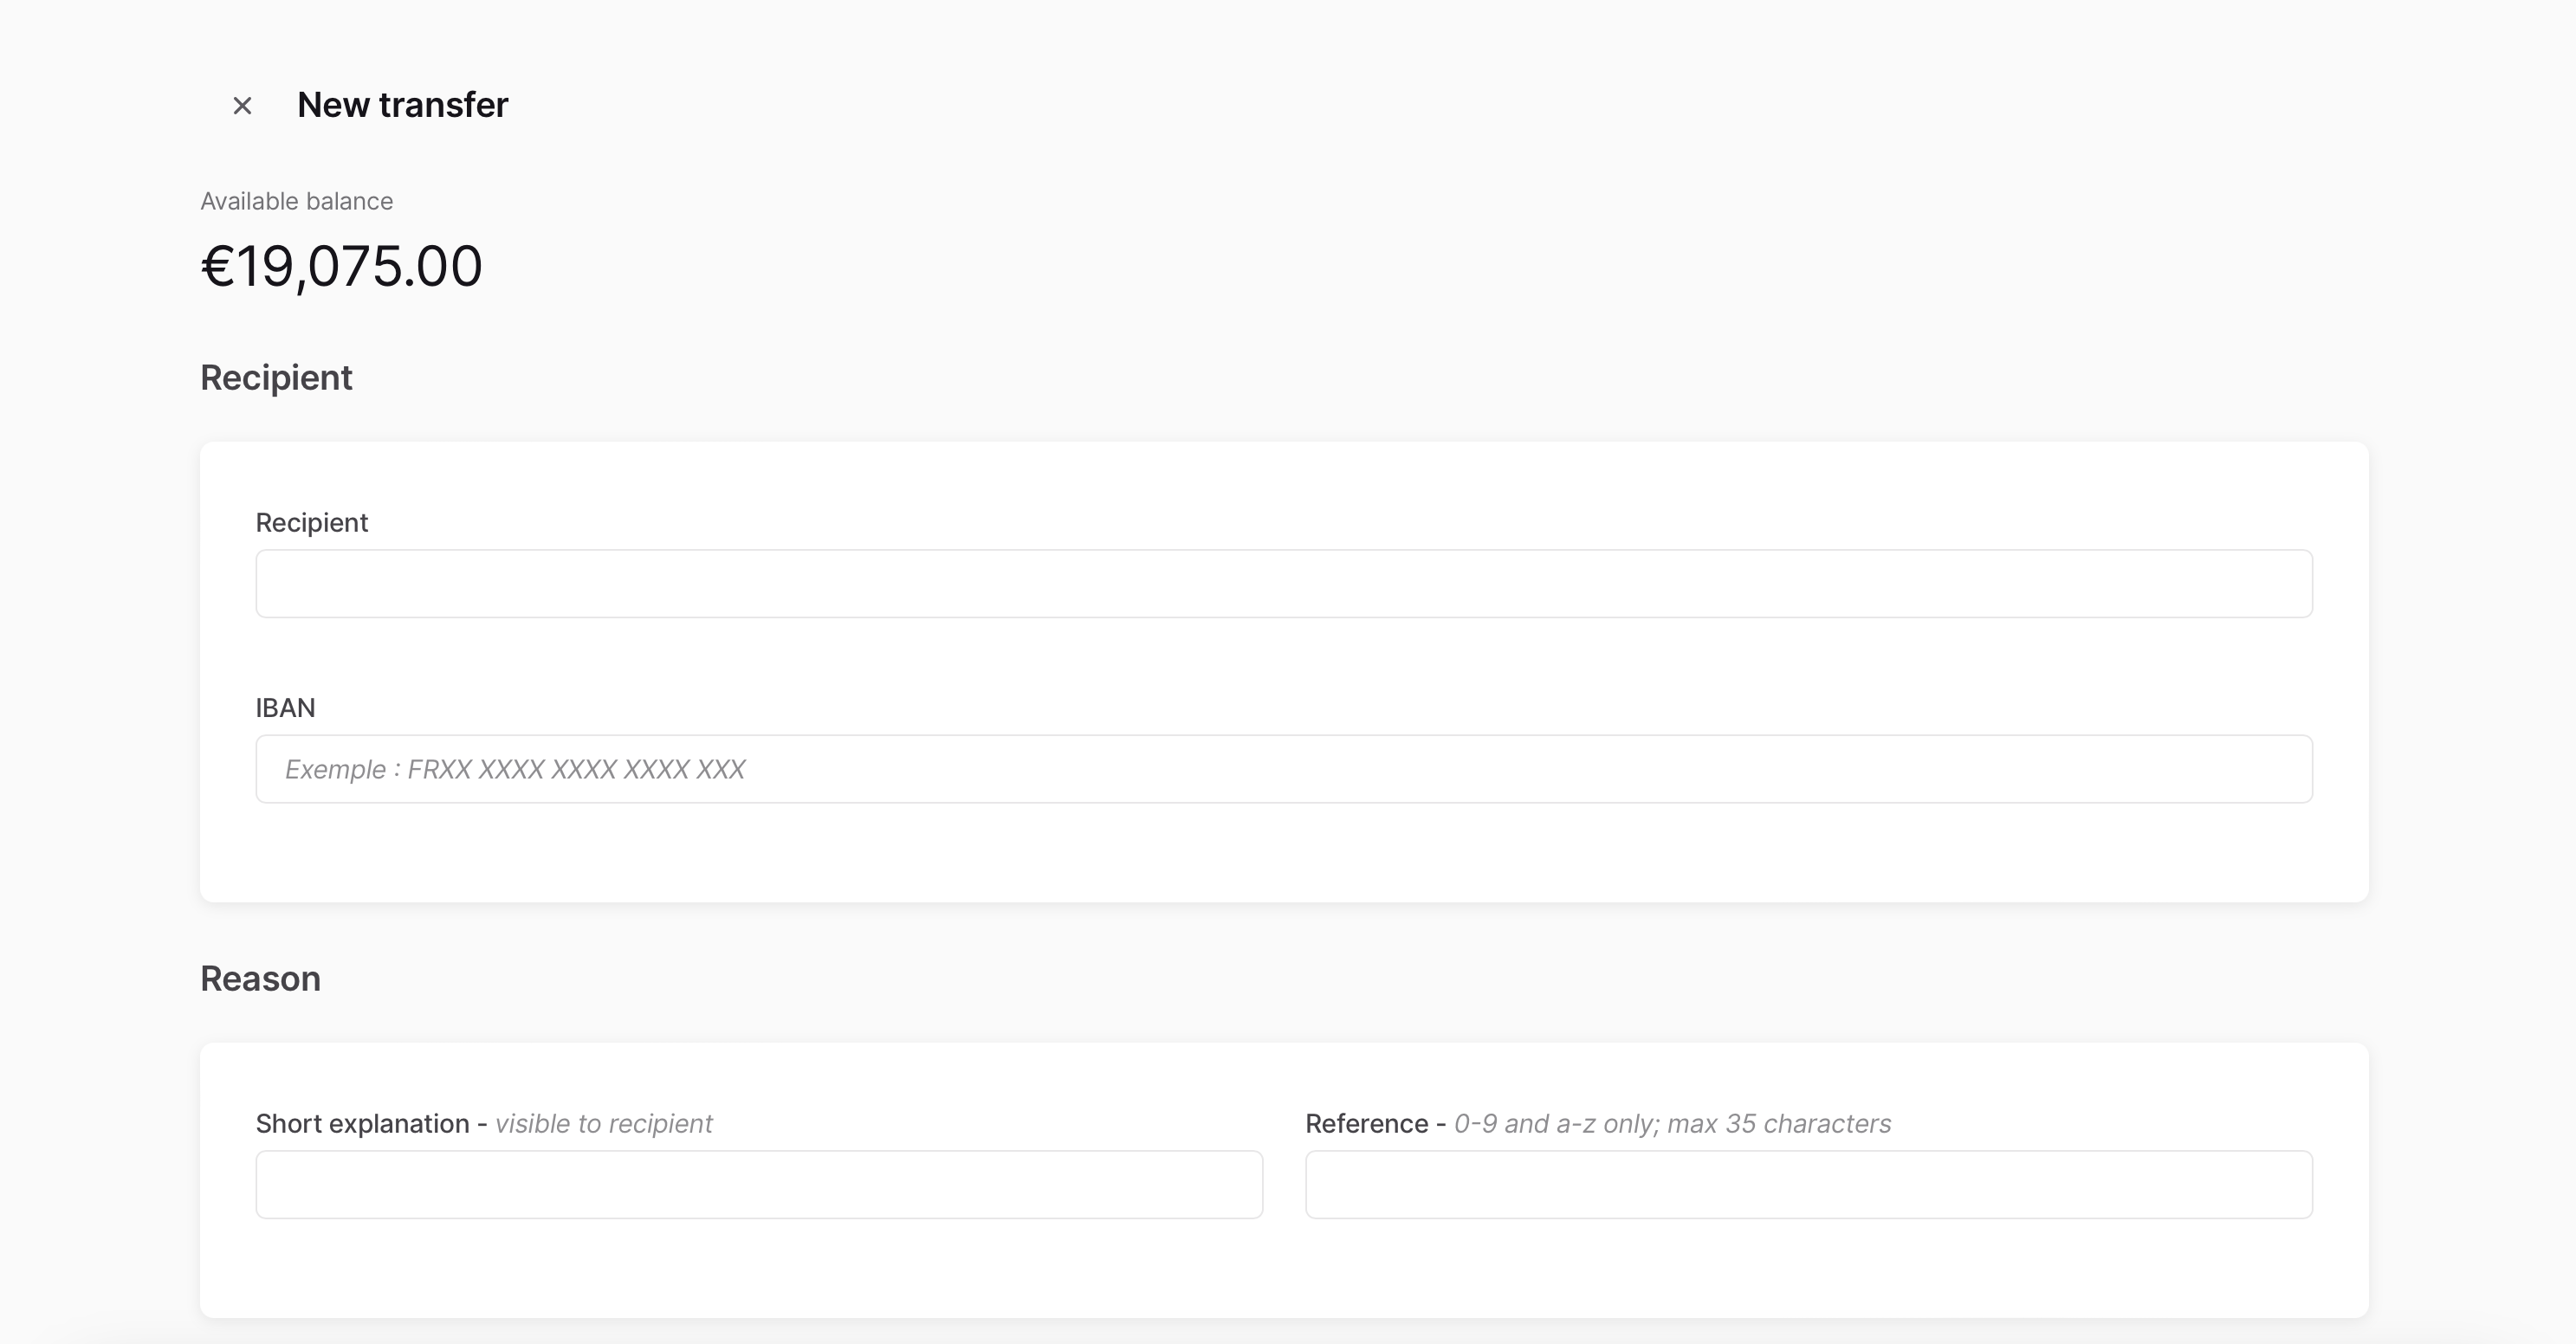 New transfer
Available balance
€19,075.00
Recipient
Recipient
IBAN
Exemple : FRXX XXXX XXXX XXXX XXX
Reason
Short explanation - visible to recipient
Reference - 0-9 and a-z only; max 35 characters